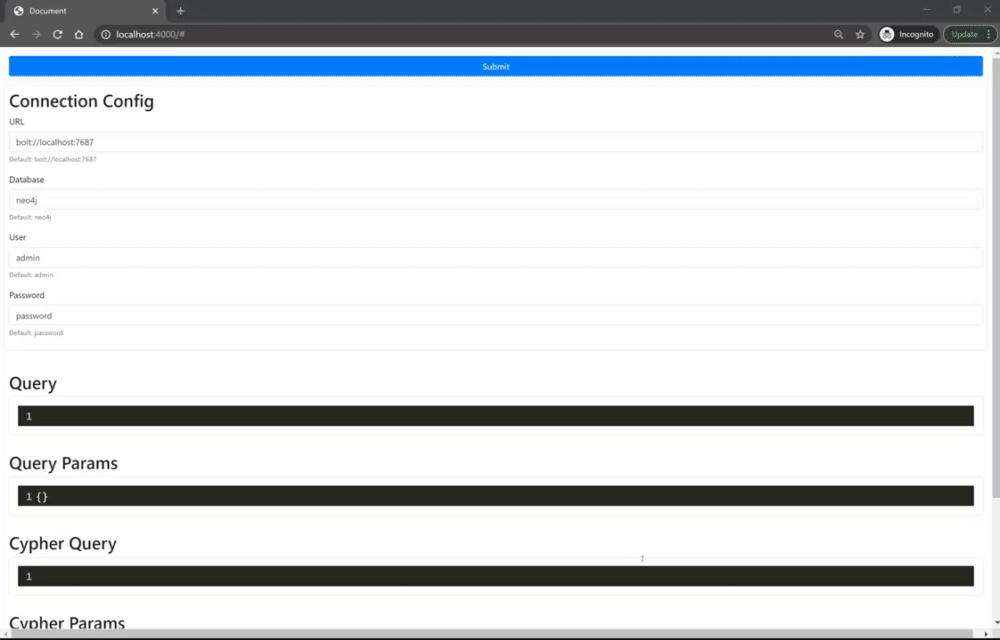 Document
localhost:4000/#
Incognito
Update
Submit
Connection Config
URL
bolt://localhost:7687
Default: bolt://localhost:7687
Database
neo4j
Default: neo4j
User
admin
Default: admin
Password
password
Default: password
Query
1
Query Params
1 {}
Cypher Query
1
Cypher Params